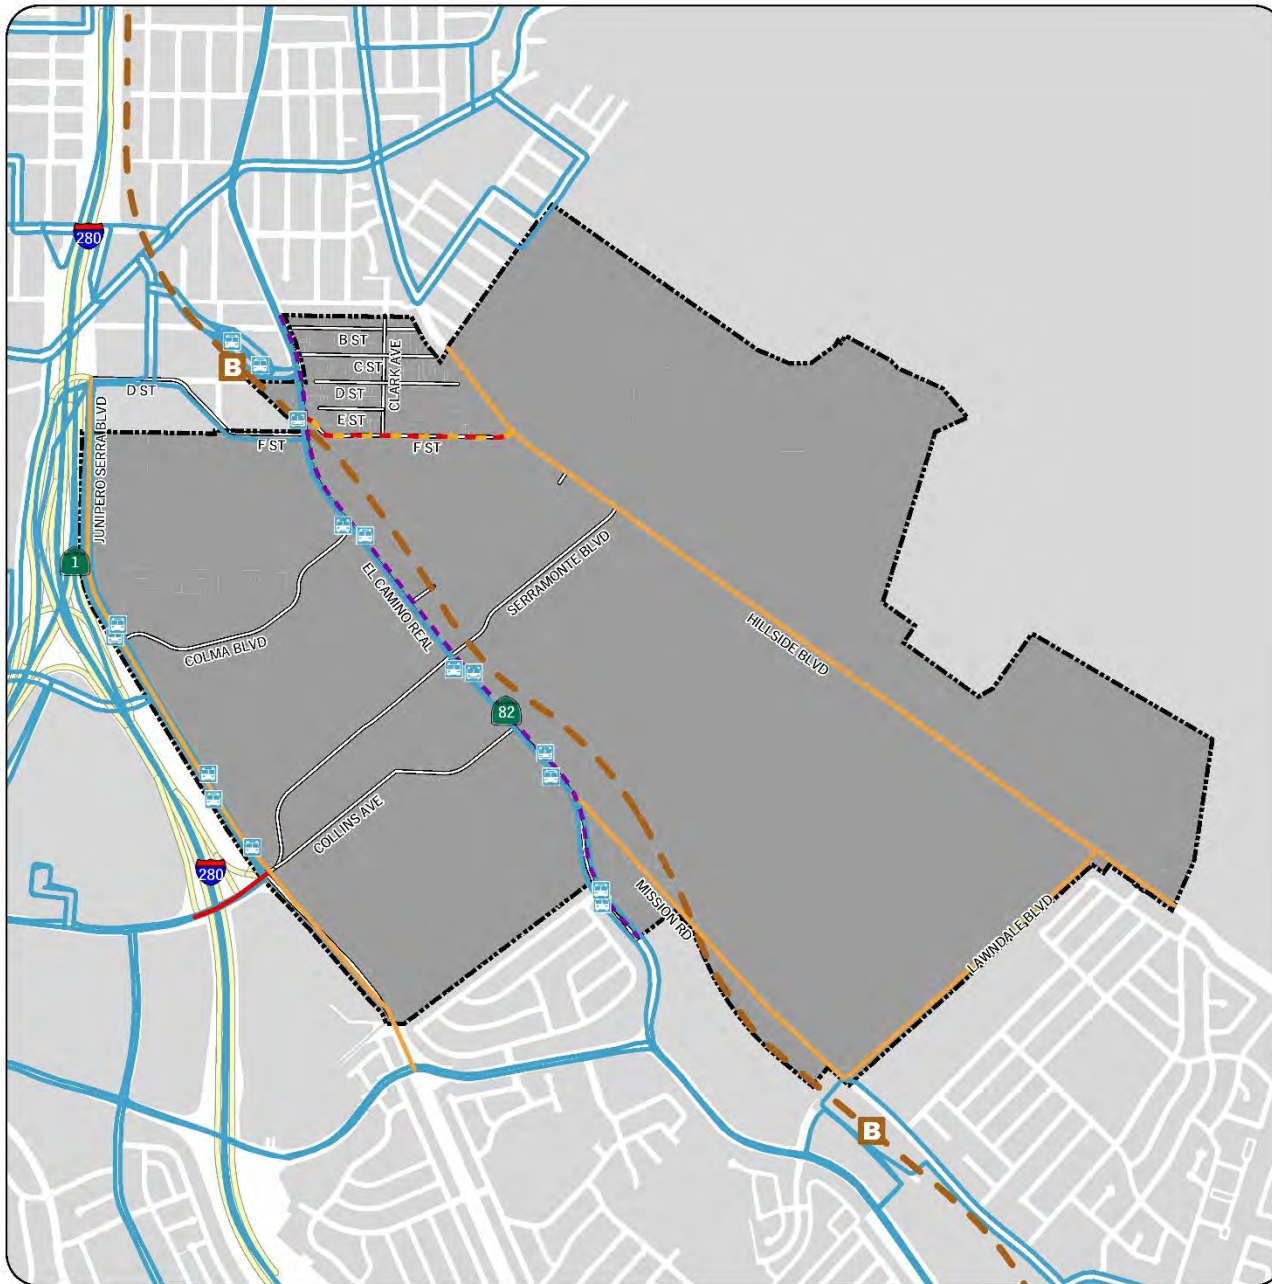 280
B ST
B
C ST
CLARK AVE
D ST
D ST
E ST
JUNIPERO SERRA BLVD
F ST
F ST
1
SERRAMONTE BLVD
EL CAMINO REAL
HILLSIDE BLVD
COLMA BLVD
82
COLLINS AVE
280
MISSION RD
LAWNDALE BLVD
B